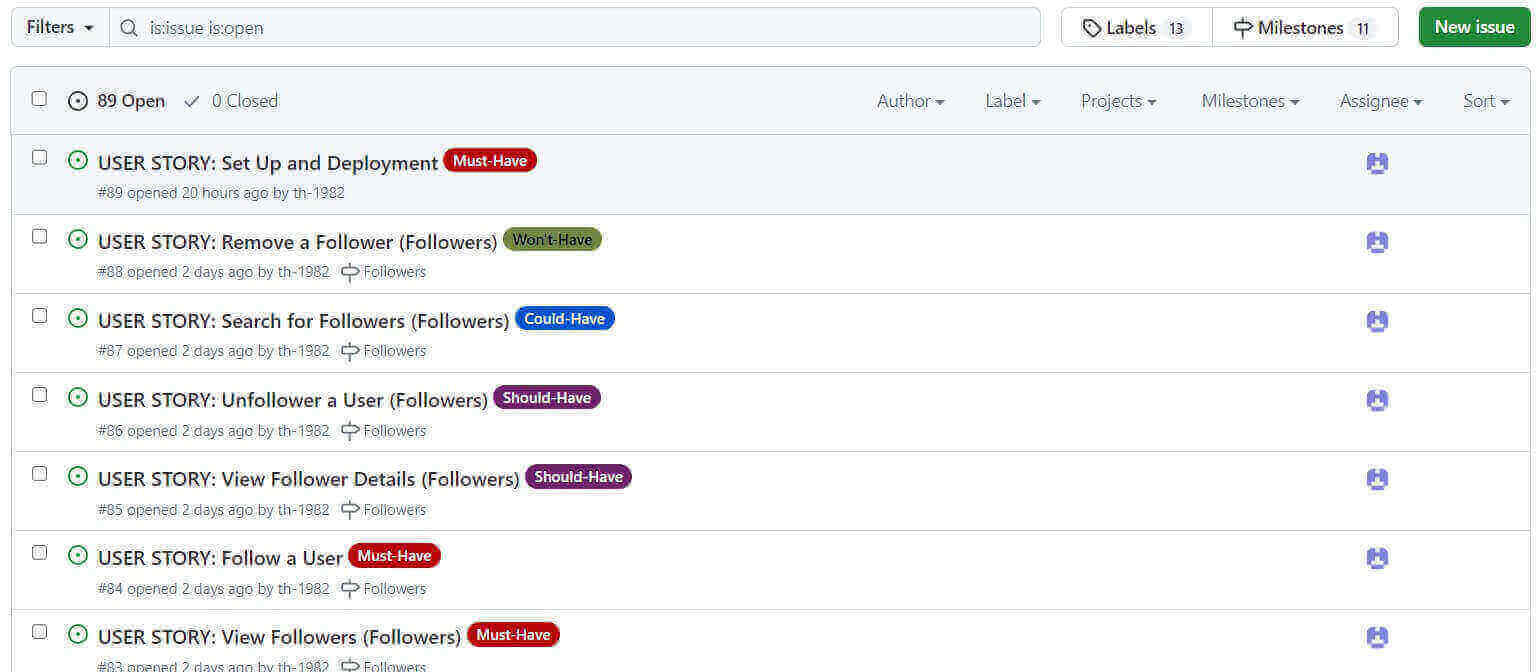 Filters is:issue is:open Labels 13 Milestones 11 New issue
89 Open 0 Closed Author Label Projects Milestones Assignee Sort
USER STORY: Set Up and Deployment Must-Have
#89 opened 20 hours ago by th-1982
USER STORY: Remove a Follower (Followers) Won't-Have
#88 opened 2 days ago by th-1982 Followers
USER STORY: Search for Followers (Followers) Could-Have
#87 opened 2 days ago by th-1982 Followers
USER STORY: Unfollower a User (Followers) Should-Have
#86 opened 2 days ago by th-1982 Followers
USER STORY: View Follower Details (Followers) Should-Have
#85 opened 2 days ago by th-1982 Followers
USER STORY: Follow a User Must-Have
#84 opened 2 days ago by th-1982 Followers
USER STORY: View Followers (Followers) Must-Have
#83 opened 2 days ago by th-1982 Followers